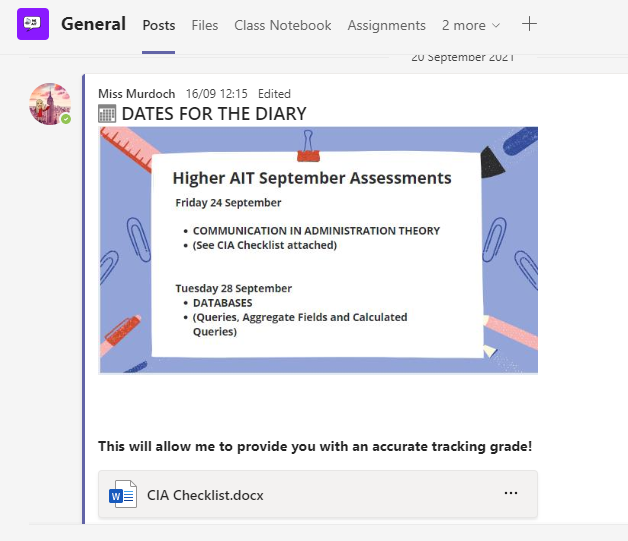 General Posts Files Class Notebook Assignments 2 more
20 September 2021
Miss Murdoch 16/09 12:15 Edited
DATES FOR THE DIARY
Higher AIT September Assessments
Friday 24 September
• COMMUNICATION IN ADMINISTRATION THEORY
• (See CIA Checklist attached)
Tuesday 28 September
• DATABASES
• (Queries, Aggregate Fields and Calculated
Queries)
This will allow me to provide you with an accurate tracking grade!
CIA Checklist.docx